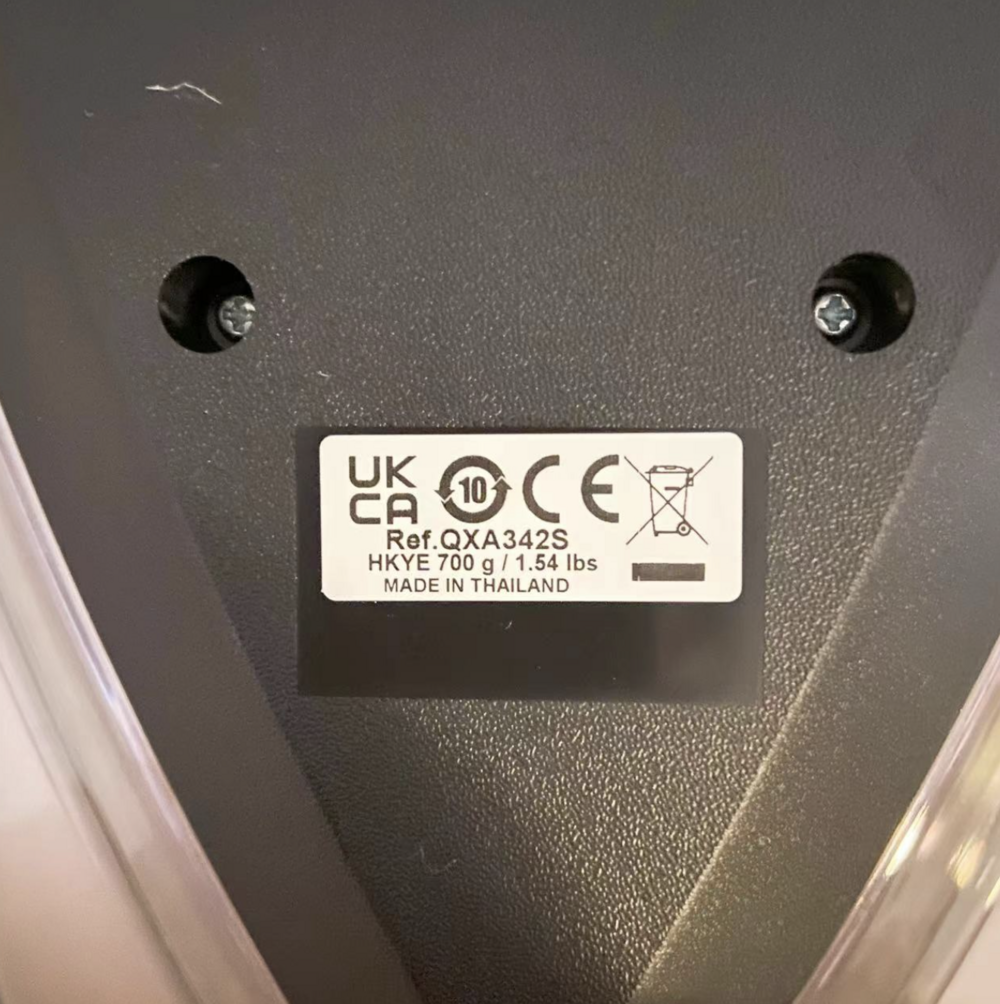 UK
CA 10 CE
Ref.QXA342S
HKYE 700 g / 1.54 lbs
MADE IN THAILAND